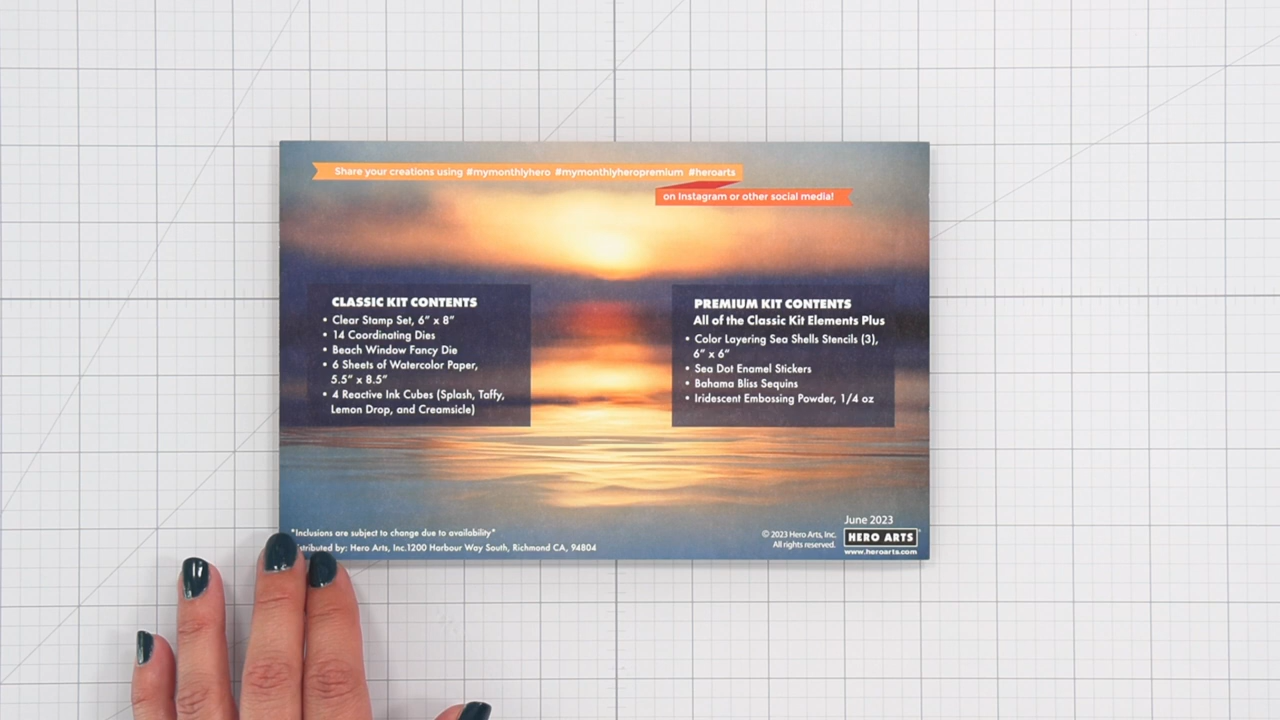 Share your creations using #mymonthlyhero #mymonthlyheropremium #heroarts
on Instagram or other social media!
CLASSIC KIT CONTENTS
• Clear Stamp Set, 6" x 8"
• 14 Coordinating Dies
• Beach Window Fancy Die
• 6 Sheets of Watercolor Paper,
5.5" x 8.5"
• 4 Reactive Ink Cubes (Splash, Taffy,
Lemon Drop, and Creamsicle)
PREMIUM KIT CONTENTS
All of the Classic Kit Elements Plus
• Color Layering Sea Shells Stencils (3),
6" x 6"
• Sea Dot Enamel Stickers
• Bahama Bliss Sequins
• Iridescent Embossing Powder, 1/4 oz
*Inclusions are subject to change due to availability*
stributed by: Hero Arts, Inc.1200 Harbour Way South, Richmond CA, 94804
© 2023 Hero Arts, Inc.
All rights reserved.
June 2023
HERO ARTS
www.heroarts.com